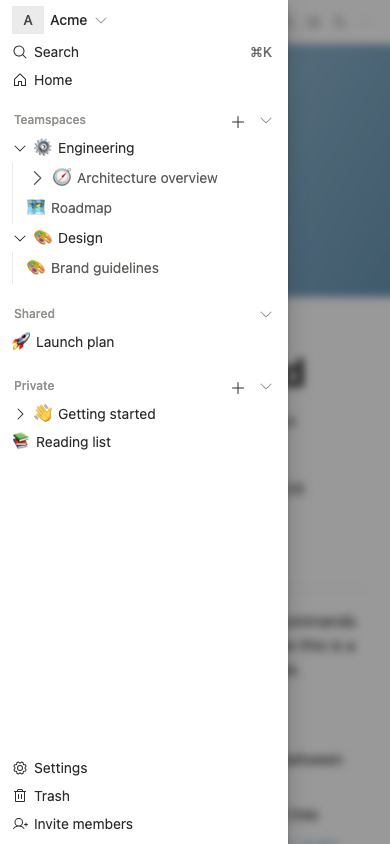 A Acme
Search ⌘K
Home
Teamspaces
Engineering
Architecture overview
Roadmap
Design
Brand guidelines
Shared
Launch plan
Private
Getting started
Reading list
Settings
Trash
Invite members